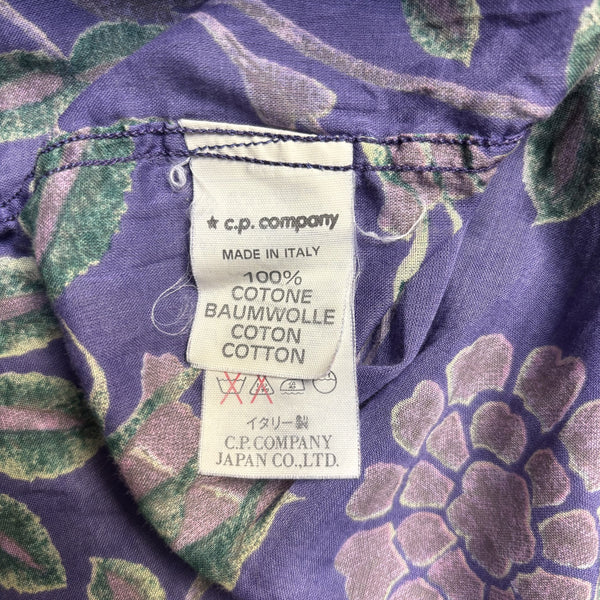 ★ c.p. company
MADE IN ITALY
100%
COTONE
BAUMWOLLE
COTON
COTTON
イタリー製
C.P.COMPANY
JAPAN CO.,LTD.